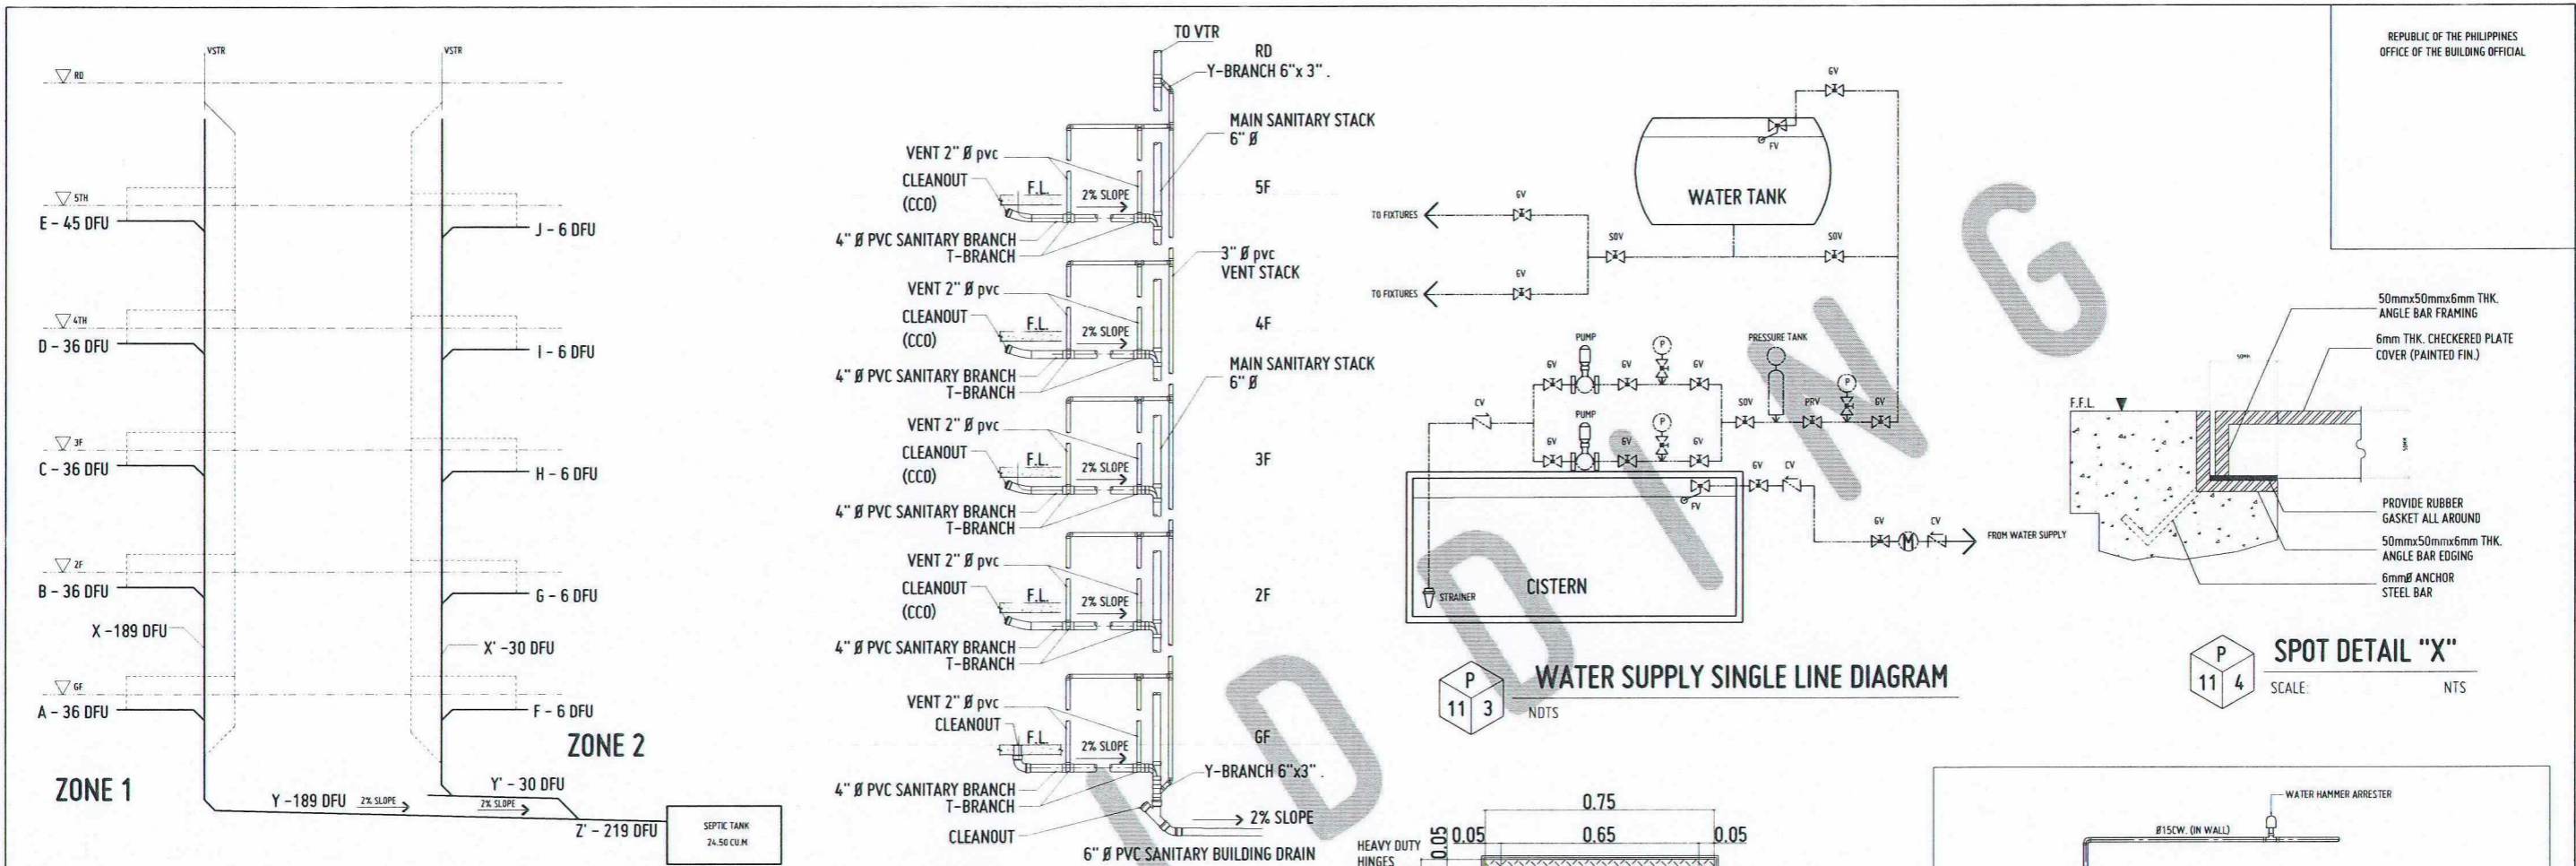 VSTR
VSTR
RD
5TH
E - 45 DFU
J - 6 DFU
4TH
D - 36 DFU
I - 6 DFU
3F
C - 36 DFU
H - 6 DFU
2F
B - 36 DFU
G - 6 DFU
X -189 DFU
X' -30 DFU
GF
A - 36 DFU
F - 6 DFU
ZONE 2
ZONE 1
Y' - 30 DFU
Y -189 DFU
2% SLOPE
2% SLOPE
Z' - 219 DFU
SEPTIC TANK
24.50 CU.M
TO VTR
RD
Y-BRANCH 6"x 3" .
MAIN SANITARY STACK
6" Ø
VENT 2" Ø pvc
CLEANOUT
(CCO)
F.L.
2% SLOPE
5F
4" Ø PVC SANITARY BRANCH
T-BRANCH
3" Ø pvc
VENT STACK
VENT 2" Ø pvc
CLEANOUT
(CCO)
F.L.
2% SLOPE
4F
4" Ø PVC SANITARY BRANCH
T-BRANCH
MAIN SANITARY STACK
6" Ø
VENT 2" Ø pvc
CLEANOUT
(CCO)
F.L.
2% SLOPE
3F
4" Ø PVC SANITARY BRANCH
T-BRANCH
VENT 2" Ø pvc
CLEANOUT
(CCO)
F.L.
2% SLOPE
2F
4" Ø PVC SANITARY BRANCH
T-BRANCH
VENT 2" Ø pvc
CLEANOUT
F.L.
2% SLOPE
GF
4" Ø PVC SANITARY BRANCH
T-BRANCH
Y-BRANCH 6"x3" .
CLEANOUT
2% SLOPE
6" Ø PVC SANITARY BUILDING DRAIN
GV
FV
WATER TANK
TO FIXTURES
GV
SOV
SOV
TO FIXTURES
GV
PUMP
P
PRESSURE TANK
GV
GV
GV
P
CV
PUMP
P
SOV
PRV
GV
GV
GV
GV
GV
CV
FV
GV
CV
M
FROM WATER SUPPLY
STRAINER
CISTERN
P
11
3
WATER SUPPLY SINGLE LINE DIAGRAM
NDTS
REPUBLIC OF THE PHILIPPINES
OFFICE OF THE BUILDING OFFICIAL
50mmx50mmx6mm THK.
ANGLE BAR FRAMING
6mm THK. CHECKERED PLATE
COVER (PAINTED FIN.)
F.F.L.
PROVIDE RUBBER
GASKET ALL AROUND
50mmx50mmx6mm THK.
ANGLE BAR EDGING
6mmØ ANCHOR
STEEL BAR
P
11
4
SPOT DETAIL "X"
SCALE:
NTS
0.75
0.05
0.05
0.65
0.05
HEAVY DUTY
HINGES
WATER HAMMER ARRESTER
Ø15CW. (IN WALL)
DDING